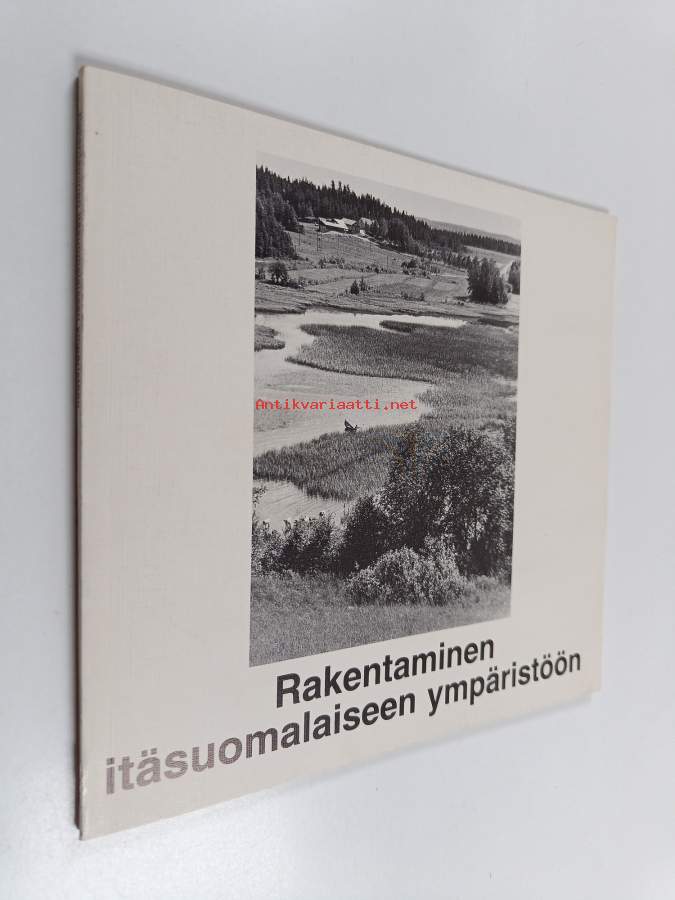 Antikvariaatti.net
Rakentaminen
itäsuomalaiseen ympäristöön